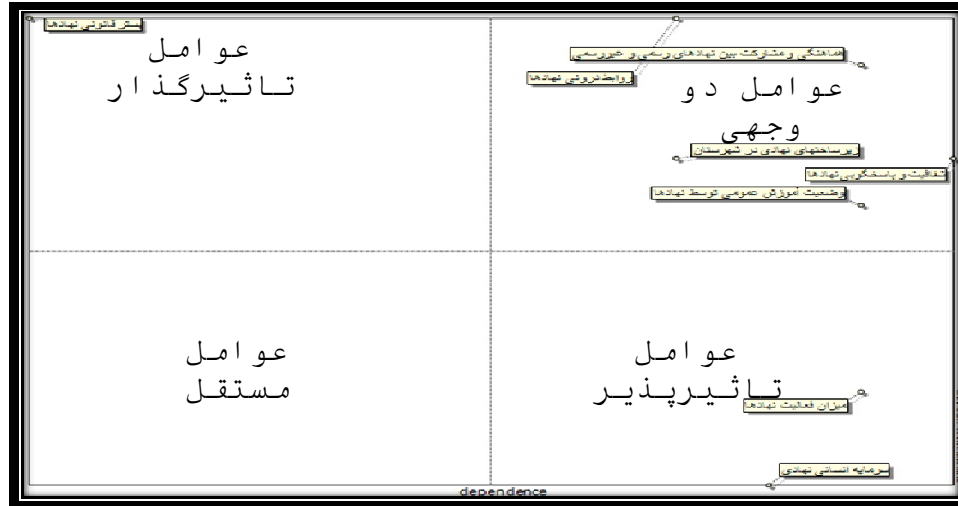 بستر قانونی نهادها
عوامل
تاثیرگذار
هماهنگی و مشارکت بین نهادهای رسمی و غیررسمی
روابط درونی نهادها
عوامل دو
وجهی
زیرساختهای نهادی در شهرستان
شفافیت و پاسخگویی نهادها
وضعیت آموزش عمومی توسط نهادها
عوامل
مستقل
عوامل
تاثیرپذیر
میزان فعالیت نهادها
سرمایه انسانی نهادی
dependence